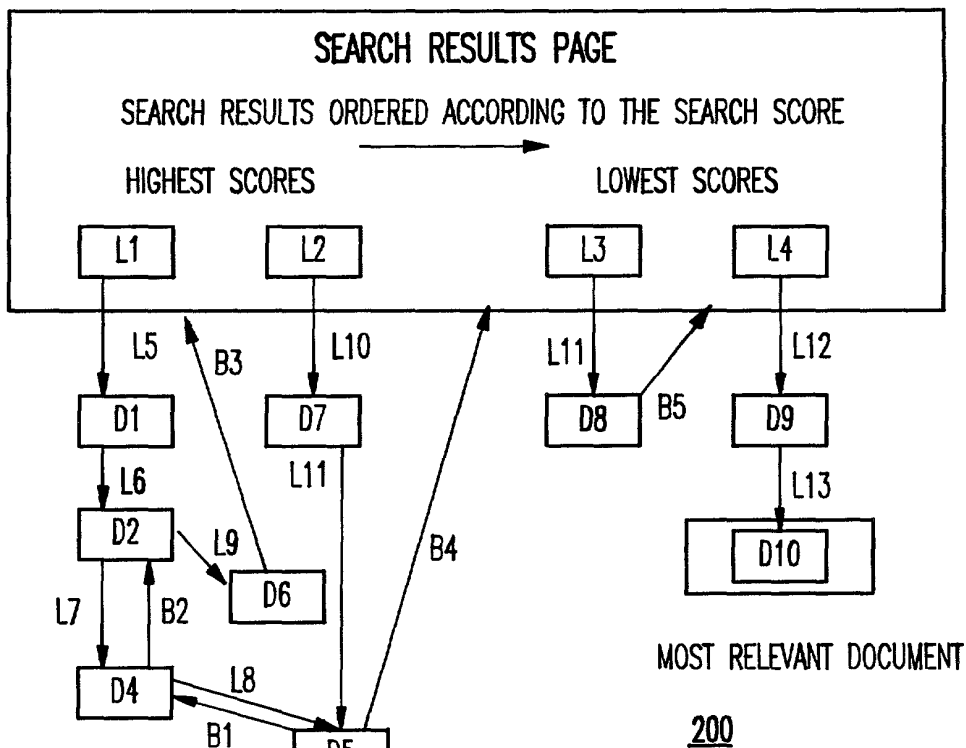 SEARCH RESULTS PAGE
SEARCH RESULTS ORDERED ACCORDING TO THE SEARCH SCORE
HIGHEST SCORES
LOWEST SCORES
L1
L2
L3
L4
L5
B3
L10
L11
B5
L12
D1
D7
D8
D9
L6
L11
L13
D2
L9
B4
D10
D6
L7
B2
MOST RELEVANT DOCUMENT
D4
L8
B1
D5
200